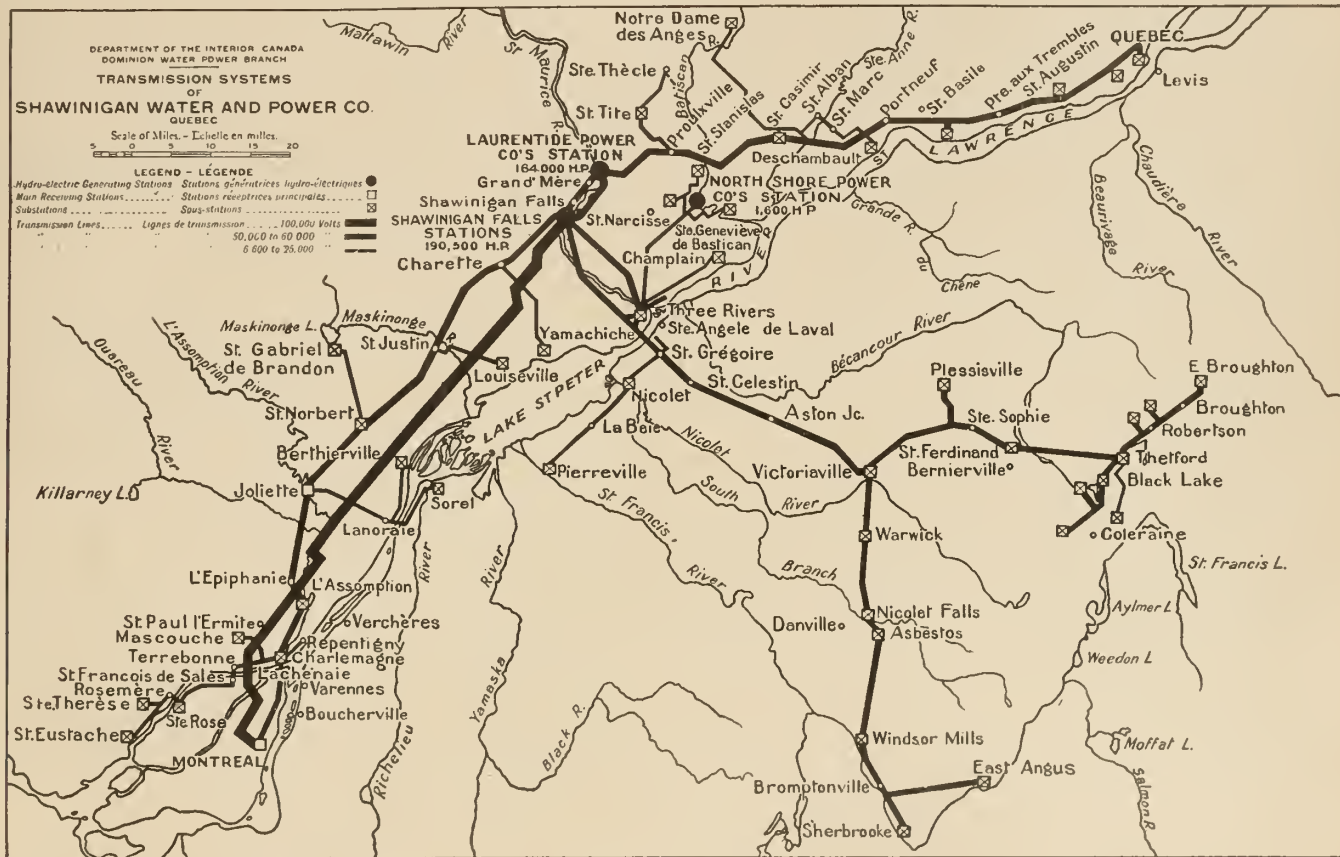 DEPARTMENT OF THE INTERIOR CANADA
DOMINION WATER POWER BRANCH
TRANSMISSION SYSTEMS
OF
SHAWINIGAN WATER AND POWER CO.
QUEBEC
Scale of Miles. - Echelle en milles.
5 0 10 20
LEGEND - LÉGENDE
Hydro-electric Generating Stations Stations génératrices hydro-électriques
Main Receiving Stations Stations réceptrices principales
Substations Sous-stations
Transmission Lines Lignes de transmission 100,000 Volts
" " " 50,000 to 60,000 "
" " " 6 600 to 25,000 "
Mattawin River
St Maurice R.
Notre Dame
des Anges
Batiscan R.
Ste. Anne R.
QUEBEC
Levis
Ste. Thècle
St. Tite
Proulxville
St. Stanislas
St. Casimir
St. Alban
St. Marc
Portneuf
St. Basile
Pte. aux Trembles
St. Augustin
Deschambault
ST LAWRENCE RIVER
LAURENTIDE POWER
CO'S STATION
164,000 H.P.
Grand' Mère
Shawinigan Falls
SHAWINIGAN FALLS
STATIONS
190,500 H.P.
St. Narcisse
NORTH SHORE POWER
CO'S STATION
1,600 H P
Ste. Geneviève
de Bastican
Champlain
Grande R. du Chêne
Beaurivage River
Chaudière River
Charette
Three Rivers
Ste. Angele de Laval
Yamachiche
St. Grégoire
Bécancour River
Maskinonge L.
Maskinonge R.
L'Assomption River
Ouareau River
St. Gabriel
de Brandon
St. Justin
Louiséville
LAKE ST PETER
Nicolet
St. Celestin
Aston Jc.
Plessisville
E Broughton
Broughton
Robertson
Ste. Sophie
St. Norbert
Berthierville
La Baie
Nicolet River
Pierreville
Victoriaville
St. Ferdinand
Bernierville
Thetford
Black Lake
Killarney L.
Joliette
Sorel
Lanoraie
South Branch
St. Francis River
Warwick
Coleraine
St. Francis L.
L'Epiphanie
L'Assomption
Aylmer L
St. Paul l'Ermite
Mascouche
Verchères
Nicolet Falls
Danville
Asbestos
Terrebonne
Repentigny
Charlemagne
Weedon L
St Francois de Sales
Lachenaie
Rosemère
Varennes
Ste. Therèse
Ste Rose
Boucherville
St. Eustache
MONTREAL
Richelieu River
Yamaska River
Black R.
Windsor Mills
Moffat L.
Salmon R.
Bromptonville
East Angus
Sherbrooke